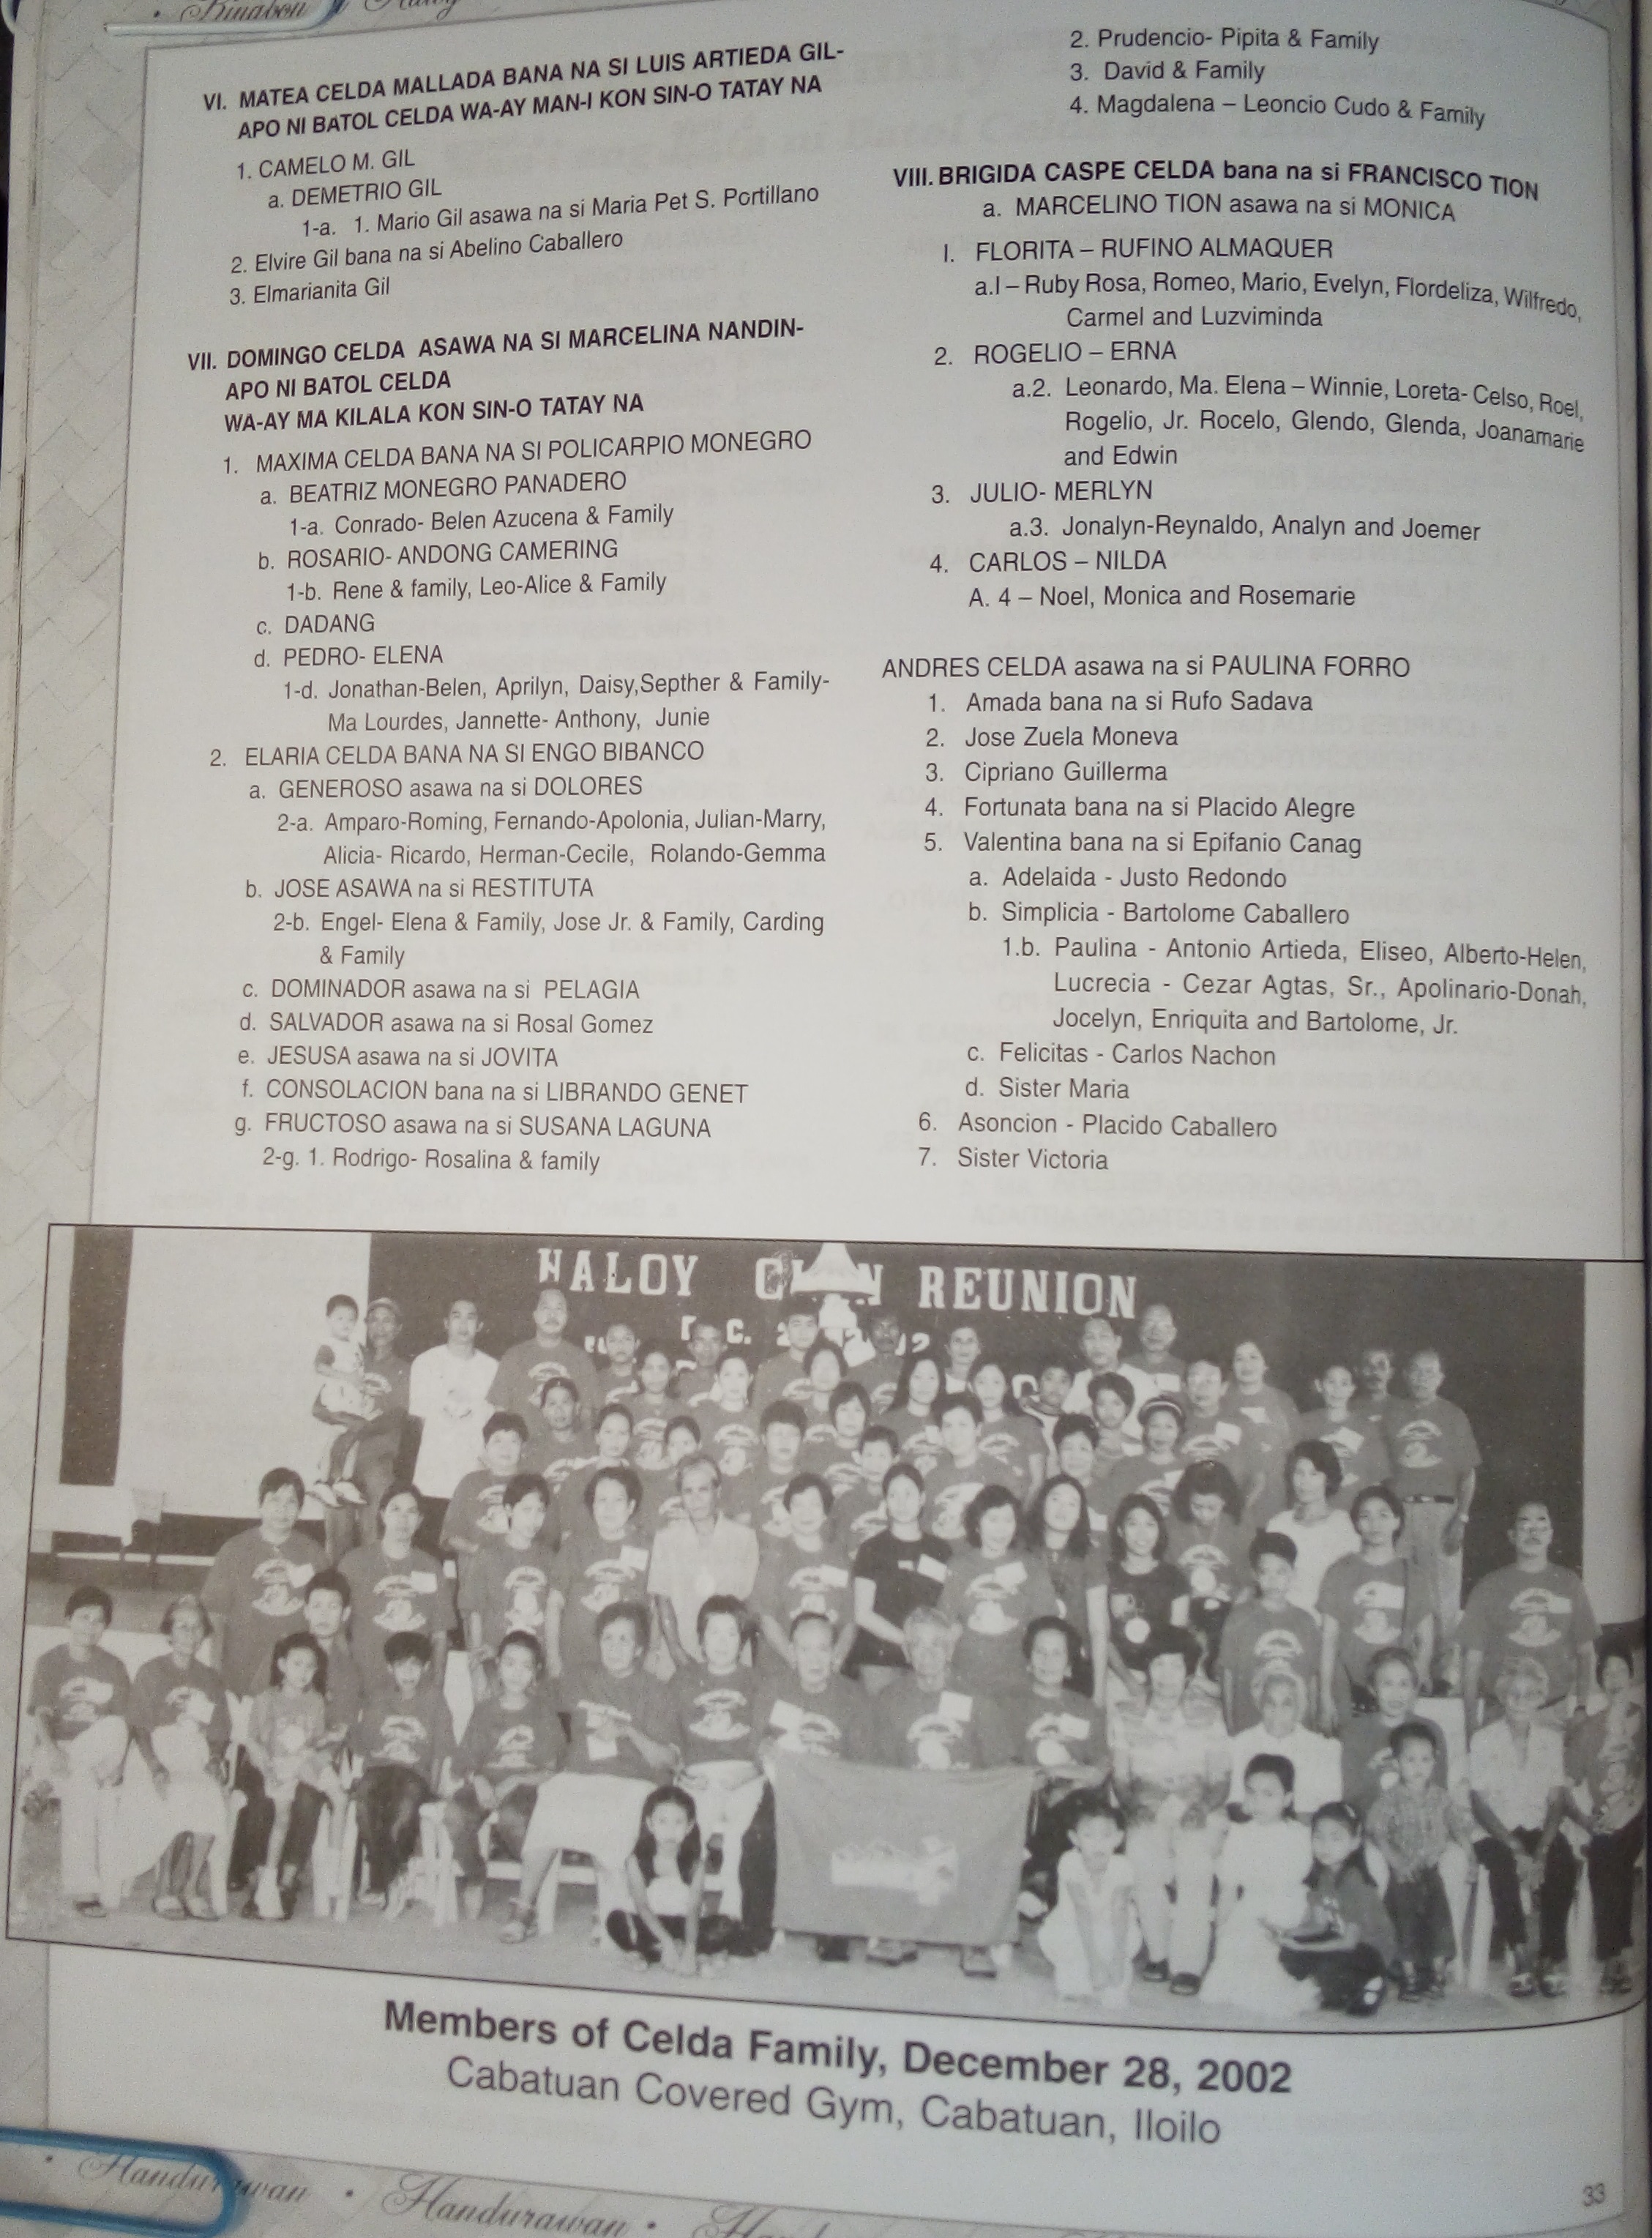 Binabon
VI. MATEA CELDA MALLADA BANA NA SI LUIS ARTIEDA GIL-
APO NI BATOL CELDA WA-AY MAN-I KON SIN-O TATAY NA
1. CAMELO M. GIL
a. DEMETRIO GIL
1-a. 1. Mario Gil asawa na si Maria Pet S. Portillano
2. Elvire Gil bana na si Abelino Caballero
3. Elmarianita Gil
VII. DOMINGO CELDA ASAWA NA SI MARCELINA NANDIN-
APO NI BATOL CELDA
WA-AY MA KILALA KON SIN-O TATAY NA
1. MAXIMA CELDA BANA NA SI POLICARPIO MONEGRO
a. BEATRIZ MONEGRO PANADERO
1-a. Conrado- Belen Azucena & Family
b. ROSARIO- ANDONG CAMERING
1-b. Rene & family, Leo-Alice & Family
c. DADANG
d. PEDRO- ELENA
1-d. Jonathan-Belen, Aprilyn, Daisy,Septher & Family-
Ma Lourdes, Jannette- Anthony, Junie
2. ELARIA CELDA BANA NA SI ENGO BIBANCO
a. GENEROSO asawa na si DOLORES
2-a. Amparo-Roming, Fernando-Apolonia, Julian-Marry,
Alicia- Ricardo, Herman-Cecile, Rolando-Gemma
b. JOSE ASAWA na si RESTITUTA
2-b. Engel- Elena & Family, Jose Jr. & Family, Carding
& Family
c. DOMINADOR asawa na si PELAGIA
d. SALVADOR asawa na si Rosal Gomez
e. JESUSA asawa na si JOVITA
f. CONSOLACION bana na si LIBRANDO GENET
g. FRUCTOSO asawa na si SUSANA LAGUNA
2-g. 1. Rodrigo- Rosalina & family
2. Prudencio- Pipita & Family
3. David & Family
4. Magdalena – Leoncio Cudo & Family
VIII. BRIGIDA CASPE CELDA bana na si FRANCISCO TION
a. MARCELINO TION asawa na si MONICA
I. FLORITA – RUFINO ALMAQUER
a.I – Ruby Rosa, Romeo, Mario, Evelyn, Flordeliza, Wilfredo,
Carmel and Luzviminda
2. ROGELIO – ERNA
a.2. Leonardo, Ma. Elena – Winnie, Loreta- Celso, Roel,
Rogelio, Jr. Rocelo, Glendo, Glenda, Joanamarie
and Edwin
3. JULIO- MERLYN
a.3. Jonalyn-Reynaldo, Analyn and Joemer
4. CARLOS – NILDA
A. 4 – Noel, Monica and Rosemarie
ANDRES CELDA asawa na si PAULINA FORRO
1. Amada bana na si Rufo Sadava
2. Jose Zuela Moneva
3. Cipriano Guillerma
4. Fortunata bana na si Placido Alegre
5. Valentina bana na si Epifanio Canag
a. Adelaida - Justo Redondo
b. Simplicia - Bartolome Caballero
1.b. Paulina - Antonio Artieda, Eliseo, Alberto-Helen,
Lucrecia - Cezar Agtas, Sr., Apolinario-Donah,
Jocelyn, Enriquita and Bartolome, Jr.
c. Felicitas - Carlos Nachon
d. Sister Maria
6. Asoncion - Placido Caballero
7. Sister Victoria
HALOY REUNION
Members of Celda Family, December 28, 2002
Cabatuan Covered Gym, Cabatuan, Iloilo
• Handurawan • Handurawan •
33